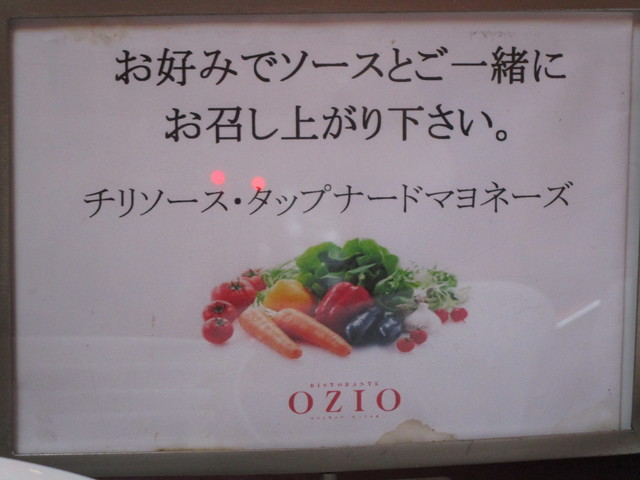 お好みでソースとご一緒に
お召し上がり下さい。
チリソース・タップナードマヨネーズ
RISTORANTE
OZIO